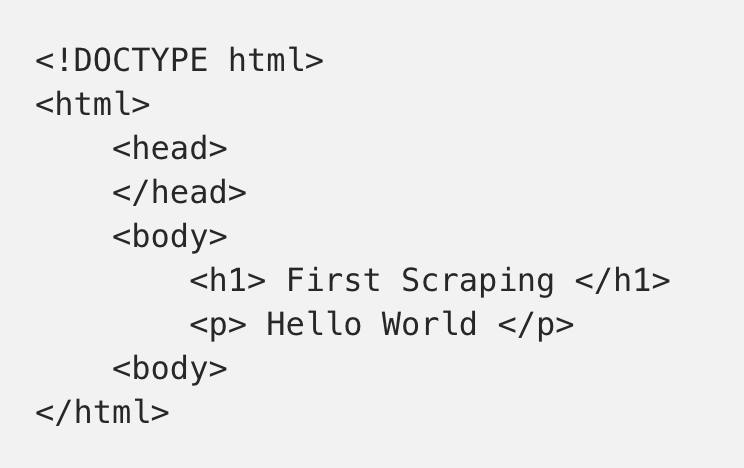 <!DOCTYPE html>
<html>
    <head>
    </head>
    <body>
        <h1> First Scraping </h1>
        <p> Hello World </p>
    <body>
</html>